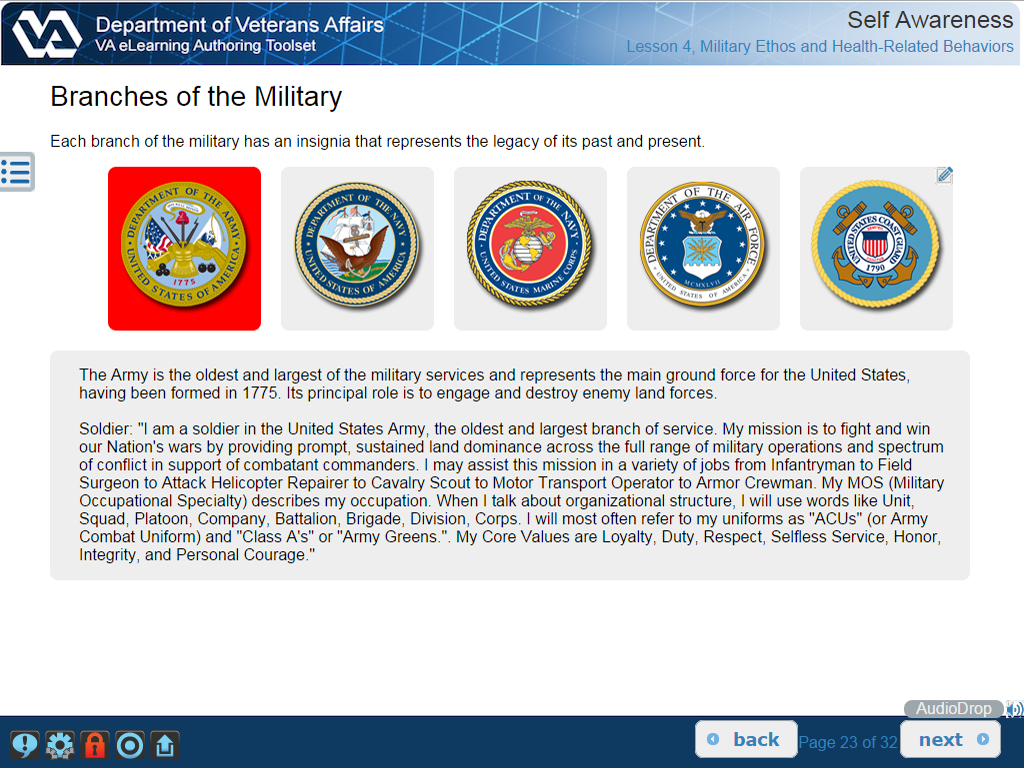 Department of Veterans Affairs
VA eLearning Authoring Toolset
Self Awareness
Lesson 4, Military Ethos and Health-Related Behaviors
Branches of the Military
Each branch of the military has an insignia that represents the legacy of its past and present.
DEPARTMENT OF THE ARMY
UNITED STATES OF AMERICA
1775
DEPARTMENT OF THE NAVY
UNITED STATES OF AMERICA
DEPARTMENT OF THE NAVY
UNITED STATES MARINE CORPS
DEPARTMENT OF THE AIR FORCE
MCMXLVII
UNITED STATES OF AMERICA
UNITED STATES COAST GUARD
1790
The Army is the oldest and largest of the military services and represents the main ground force for the United States,
having been formed in 1775. Its principal role is to engage and destroy enemy land forces.
Soldier: "I am a soldier in the United States Army, the oldest and largest branch of service. My mission is to fight and win
our Nation's wars by providing prompt, sustained land dominance across the full range of military operations and spectrum
of conflict in support of combatant commanders. I may assist this mission in a variety of jobs from Infantryman to Field
Surgeon to Attack Helicopter Repairer to Cavalry Scout to Motor Transport Operator to Armor Crewman. My MOS (Military
Occupational Specialty) describes my occupation. When I talk about organizational structure, I will use words like Unit,
Squad, Platoon, Company, Battalion, Brigade, Division, Corps. I will most often refer to my uniforms as "ACUs" (or Army
Combat Uniform) and "Class A's" or "Army Greens.". My Core Values are Loyalty, Duty, Respect, Selfless Service, Honor,
Integrity, and Personal Courage."
AudioDrop
back
Page 23 of 32
next